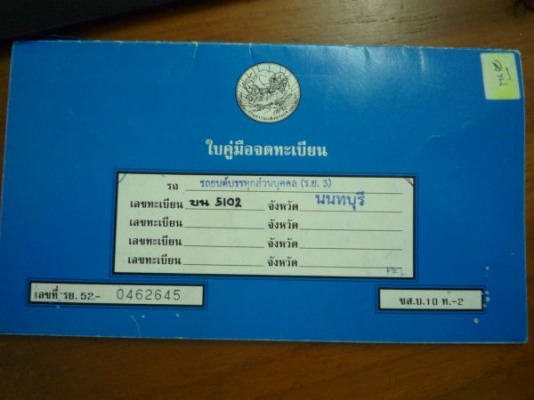 ใบคู่มือจดทะเบียน
รถ รถยนต์บรรทุกส่วนบุคคล (ร.ย. 3)
เลขทะเบียน บน 5102 จังหวัด นนทบุรี
เลขทะเบียน จังหวัด
เลขทะเบียน จังหวัด
เลขทะเบียน จังหวัด
เลขที่ รย. 52.- 0462645
ขส.บ.10 ท.-2